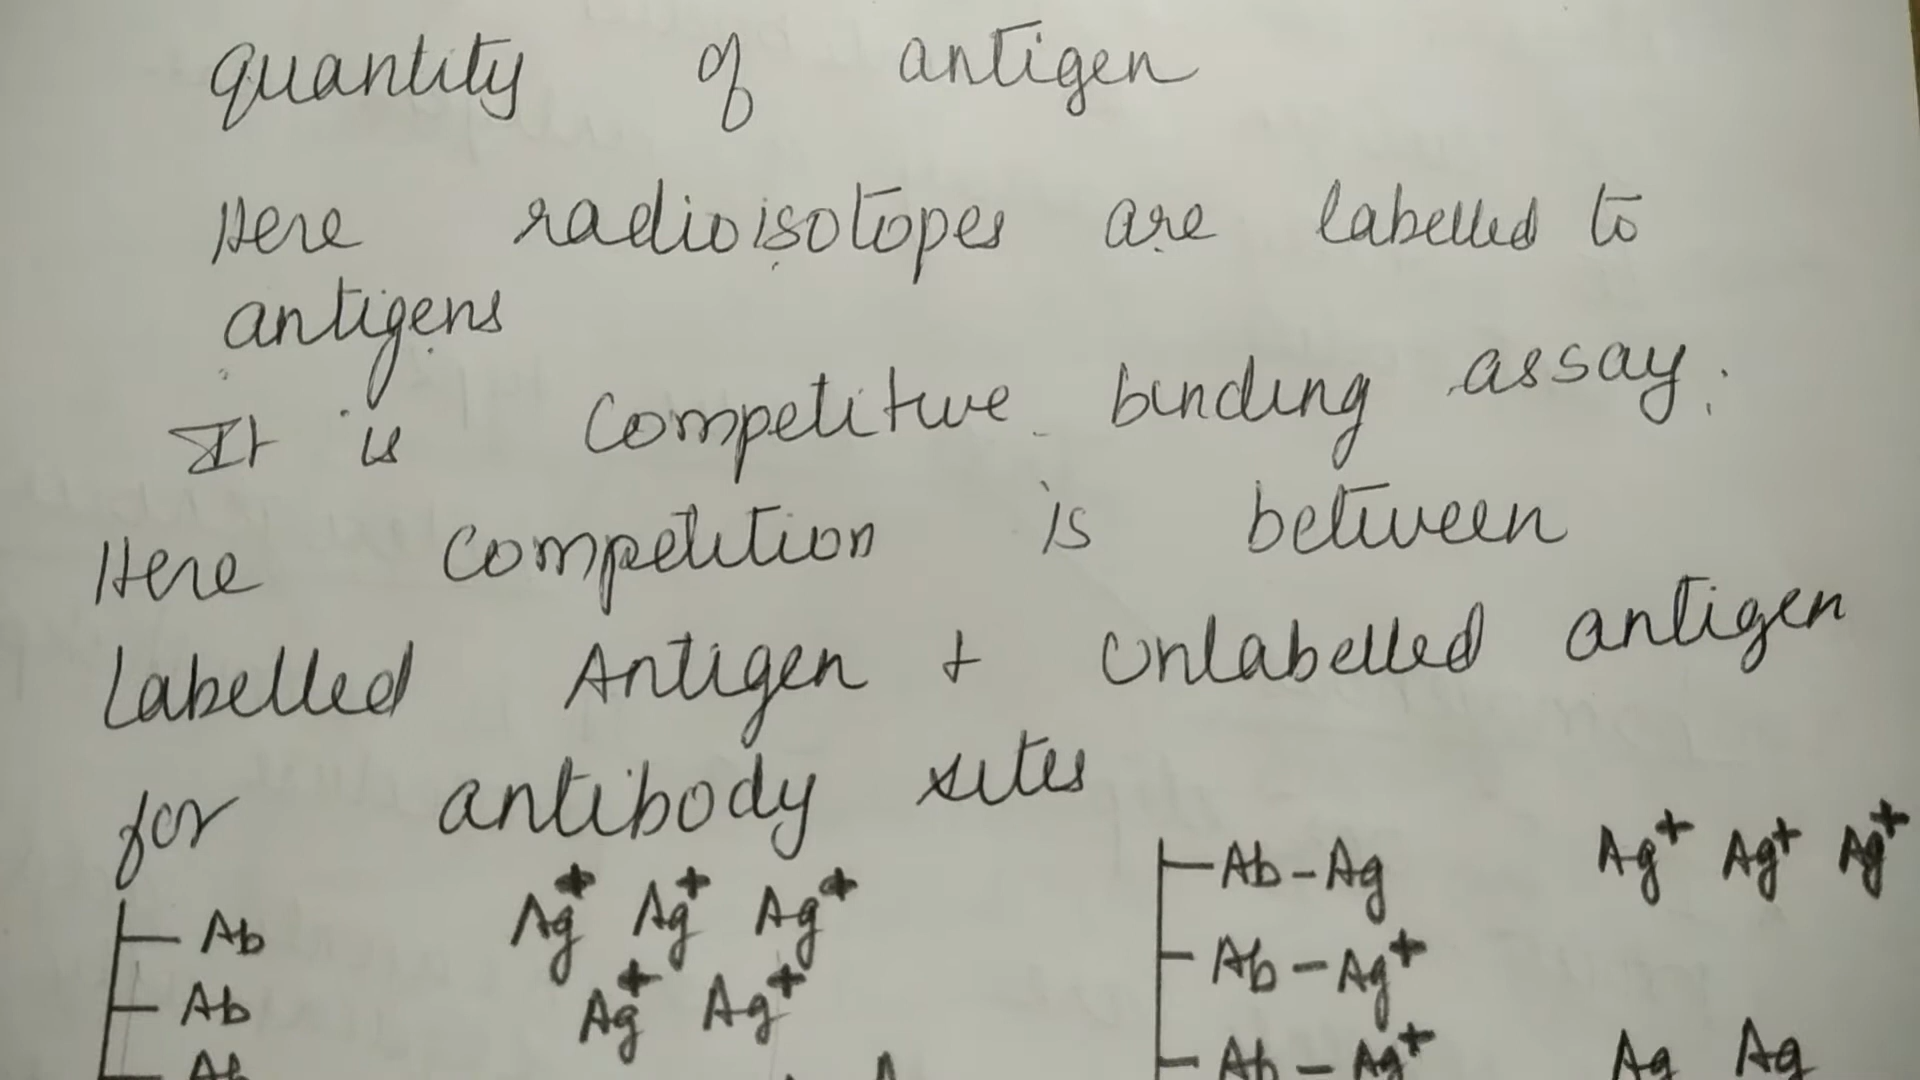 quantity of antigen
Here radioisotopes are labelled to
antigens
It is Competitive binding assay.
Here Competition is between
Labelled Antigen + Unlabelled antigen
for antibody sites
Ag+ Ag+ Ag+
Ab
Ag+ Ag+
Ab
Ab
Ab-Ag
Ag+ Ag+ Ag+
Ab-Ag+
Ab-Ag+
Ag Ag